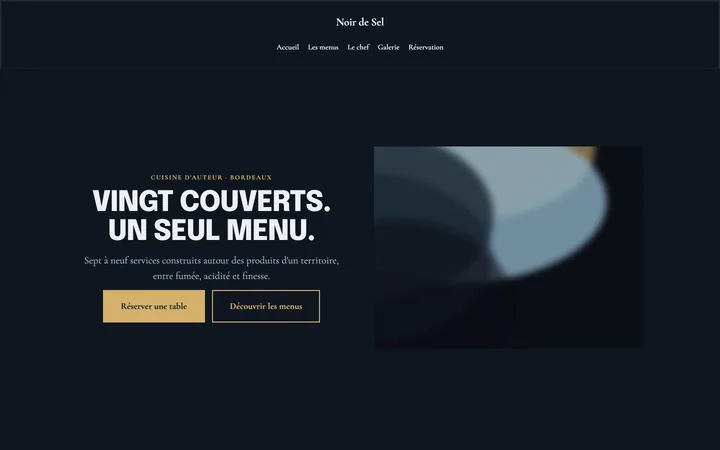 Noir de Sel
Accueil Les menus Le chef Galerie Réservation
CUISINE D'AUTEUR · BORDEAUX
VINGT COUVERTS.
UN SEUL MENU.
Sept à neuf services construits autour des produits d'un territoire,
entre fumée, acidité et finesse.
Réserver une table Découvrir les menus